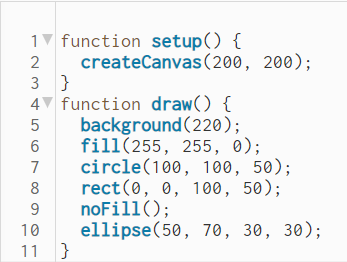 1 function setup() {
2   createCanvas(200, 200);
3 }
4 function draw() {
5   background(220);
6   fill(255, 255, 0);
7   circle(100, 100, 50);
8   rect(0, 0, 100, 50);
9   noFill();
10   ellipse(50, 70, 30, 30);
11 }